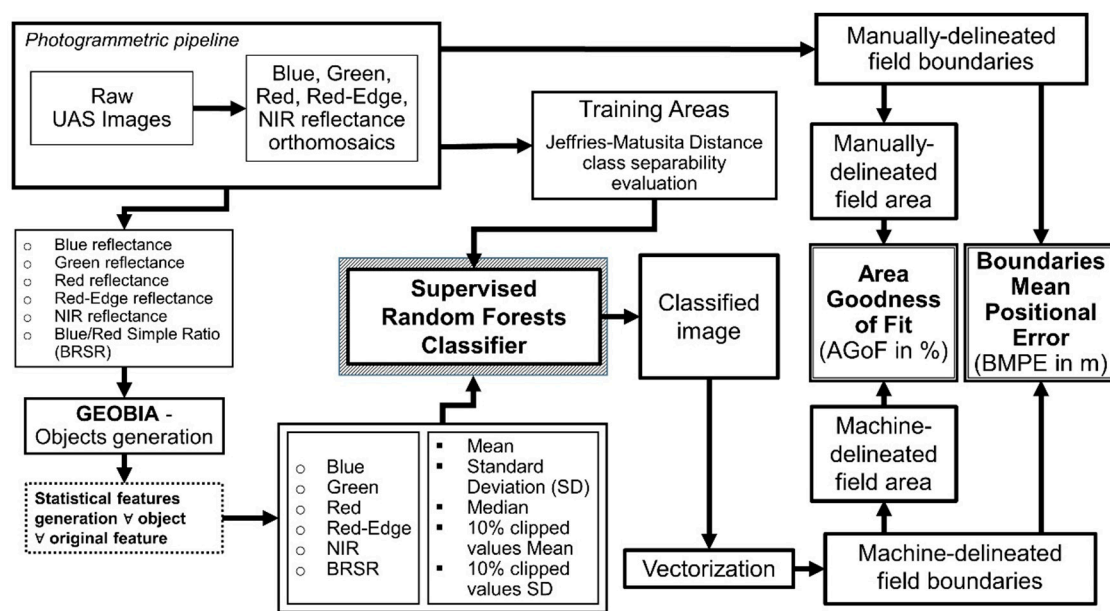 Photogrammetric pipeline
Raw
UAS Images
Blue, Green,
Red, Red-Edge,
NIR reflectance
orthomosaics
Training Areas
Jeffries-Matusita Distance
class separability
evaluation
Manually-delineated
field boundaries
Manually-
delineated
field area
○ Blue reflectance
○ Green reflectance
○ Red reflectance
○ Red-Edge reflectance
○ NIR reflectance
○ Blue/Red Simple Ratio
(BRSR)
Supervised
Random Forests
Classifier
Classified
image
Area
Goodness
of Fit
(AGoF in %)
Boundaries
Mean
Positional
Error
(BMPE in m)
GEOBIA -
Objects generation
Statistical features
generation ∀ object
∀ original feature
○ Blue
○ Green
○ Red
○ Red-Edge
○ NIR
○ BRSR
▪ Mean
▪ Standard
Deviation (SD)
▪ Median
▪ 10% clipped
values Mean
▪ 10% clipped
values SD
Vectorization
Machine-
delineated
field area
Machine-delineated
field boundaries